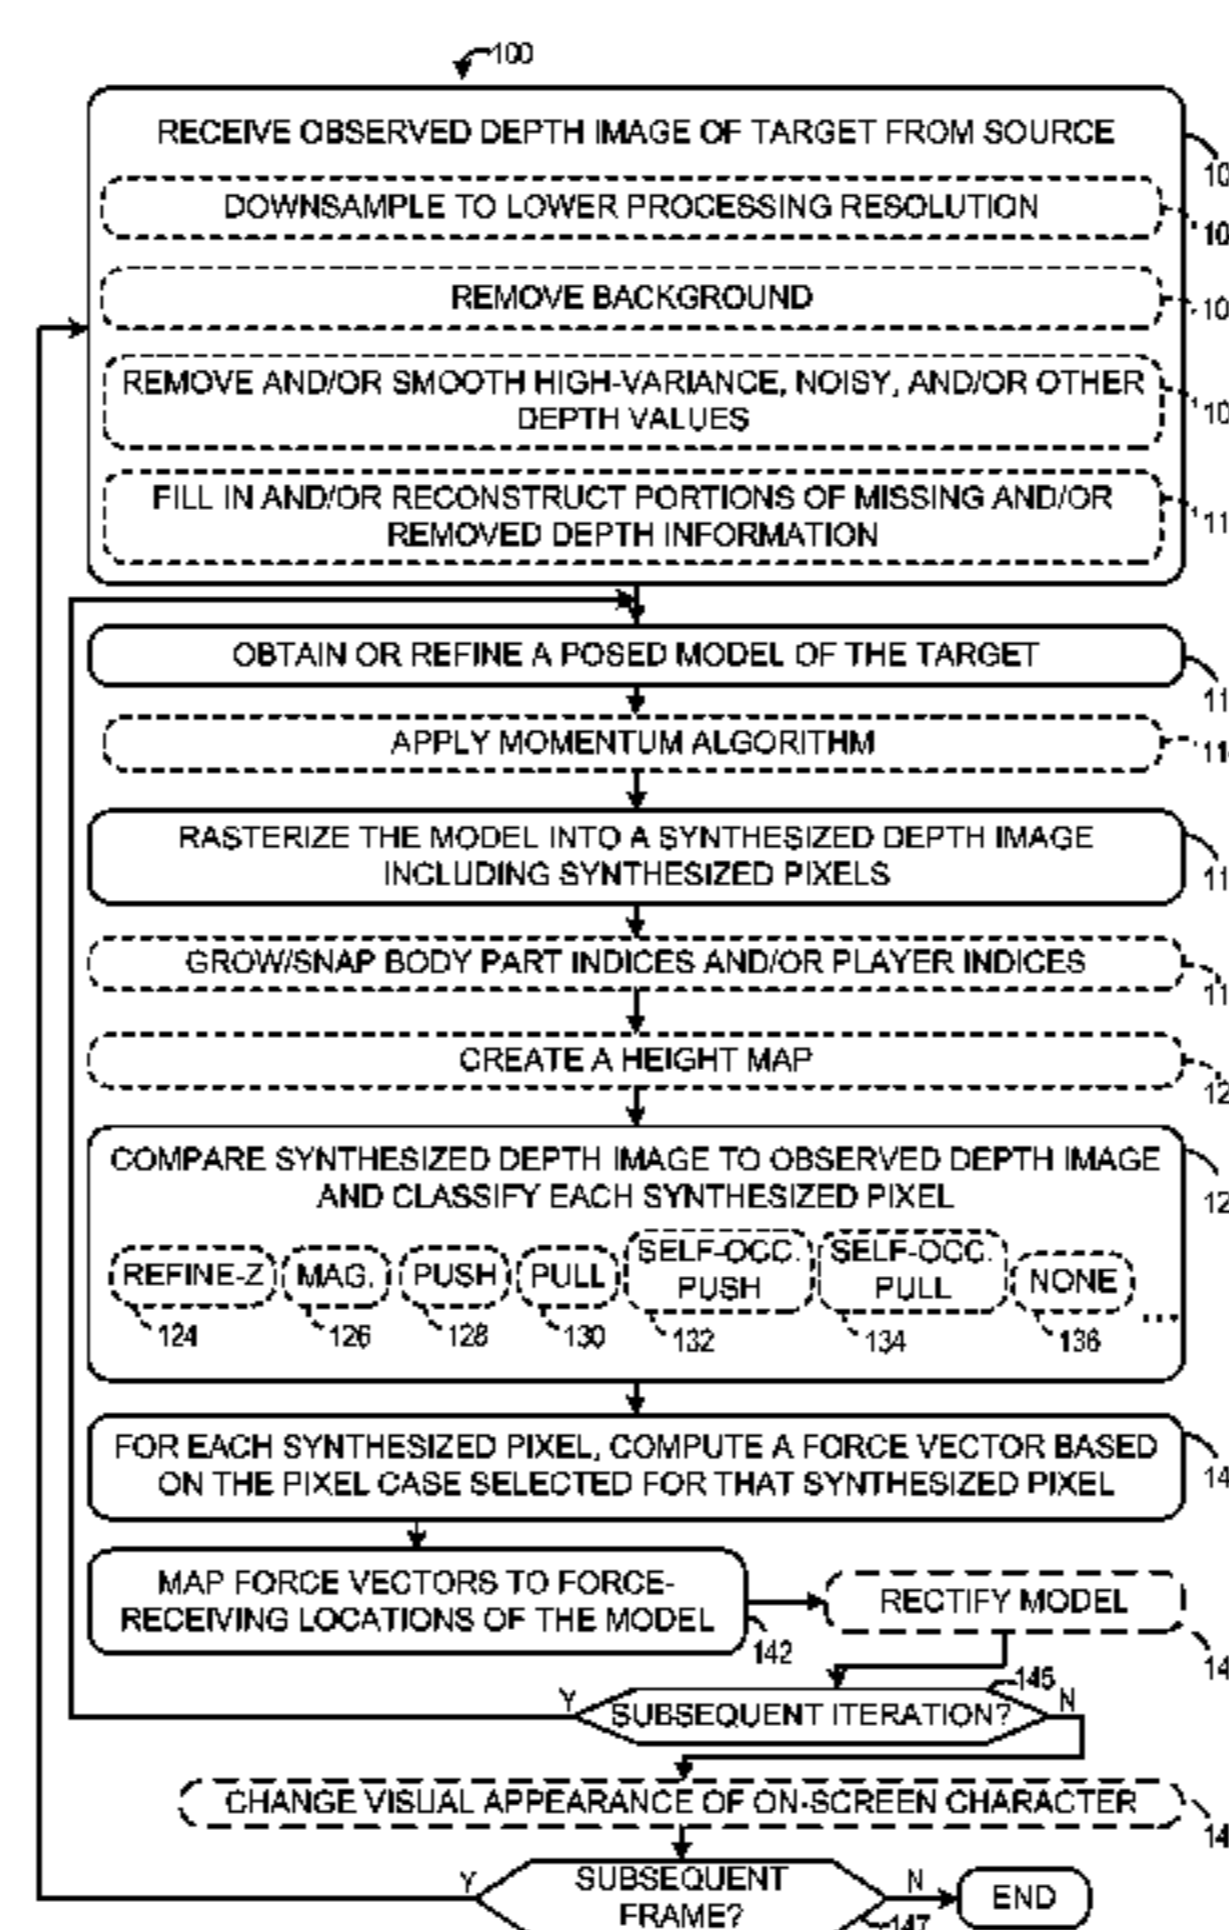 100
RECEIVE OBSERVED DEPTH IMAGE OF TARGET FROM SOURCE
DOWNSAMPLE TO LOWER PROCESSING RESOLUTION
REMOVE BACKGROUND
REMOVE AND/OR SMOOTH HIGH-VARIANCE, NOISY, AND/OR OTHER
DEPTH VALUES
FILL IN AND/OR RECONSTRUCT PORTIONS OF MISSING AND/OR
REMOVED DEPTH INFORMATION
OBTAIN OR REFINE A POSED MODEL OF THE TARGET
APPLY MOMENTUM ALGORITHM
RASTERIZE THE MODEL INTO A SYNTHESIZED DEPTH IMAGE
INCLUDING SYNTHESIZED PIXELS
GROW/SNAP BODY PART INDICES AND/OR PLAYER INDICES
CREATE A HEIGHT MAP
COMPARE SYNTHESIZED DEPTH IMAGE TO OBSERVED DEPTH IMAGE
AND CLASSIFY EACH SYNTHESIZED PIXEL
REFINE-Z
MAG.
PUSH
PULL
SELF-OCC.
PUSH
SELF-OCC.
PULL
NONE
...
124
126
128
130
132
134
136
FOR EACH SYNTHESIZED PIXEL, COMPUTE A FORCE VECTOR BASED
ON THE PIXEL CASE SELECTED FOR THAT SYNTHESIZED PIXEL
MAP FORCE VECTORS TO FORCE-
RECEIVING LOCATIONS OF THE MODEL
142
RECTIFY MODEL
145
Y
SUBSEQUENT ITERATION?
N
CHANGE VISUAL APPEARANCE OF ON-SCREEN CHARACTER
Y
SUBSEQUENT
FRAME?
N
END
147